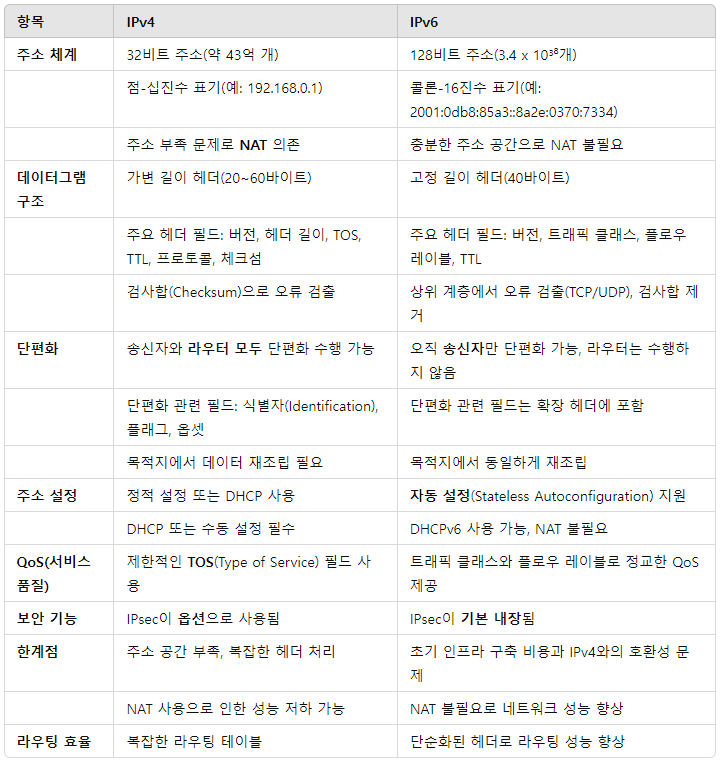 항목 IPv4 IPv6
주소 체계 32비트 주소(약 43억 개) 128비트 주소(3.4 x 10³⁸개)
점-십진수 표기(예: 192.168.0.1) 콜론-16진수 표기(예:
2001:0db8:85a3::8a2e:0370:7334)
주소 부족 문제로 NAT 의존 충분한 주소 공간으로 NAT 불필요
데이터그램 가변 길이 헤더(20~60바이트) 고정 길이 헤더(40바이트)
구조
주요 헤더 필드: 버전, 헤더 길이, TOS, 주요 헤더 필드: 버전, 트래픽 클래스, 플로우
TTL, 프로토콜, 체크섬 레이블, TTL
검사합(Checksum)으로 오류 검출 상위 계층에서 오류 검출(TCP/UDP), 검사합 제
거
단편화 송신자와 라우터 모두 단편화 수행 가능 오직 송신자만 단편화 가능, 라우터는 수행하
지 않음
단편화 관련 필드: 식별자(Identification), 단편화 관련 필드는 확장 헤더에 포함
플래그, 옵셋
목적지에서 데이터 재조립 필요 목적지에서 동일하게 재조립
주소 설정 정적 설정 또는 DHCP 사용 자동 설정(Stateless Autoconfiguration) 지원
DHCP 또는 수동 설정 필수 DHCPv6 사용 가능, NAT 불필요
QoS(서비스 제한적인 TOS(Type of Service) 필드 사 트래픽 클래스와 플로우 레이블로 정교한 QoS
품질) 용 제공
보안 기능 IPsec이 옵션으로 사용됨 IPsec이 기본 내장됨
한계점 주소 공간 부족, 복잡한 헤더 처리 초기 인프라 구축 비용과 IPv4와의 호환성 문
제
NAT 사용으로 인한 성능 저하 가능 NAT 불필요로 네트워크 성능 향상
라우팅 효율 복잡한 라우팅 테이블 단순화된 헤더로 라우팅 성능 향상